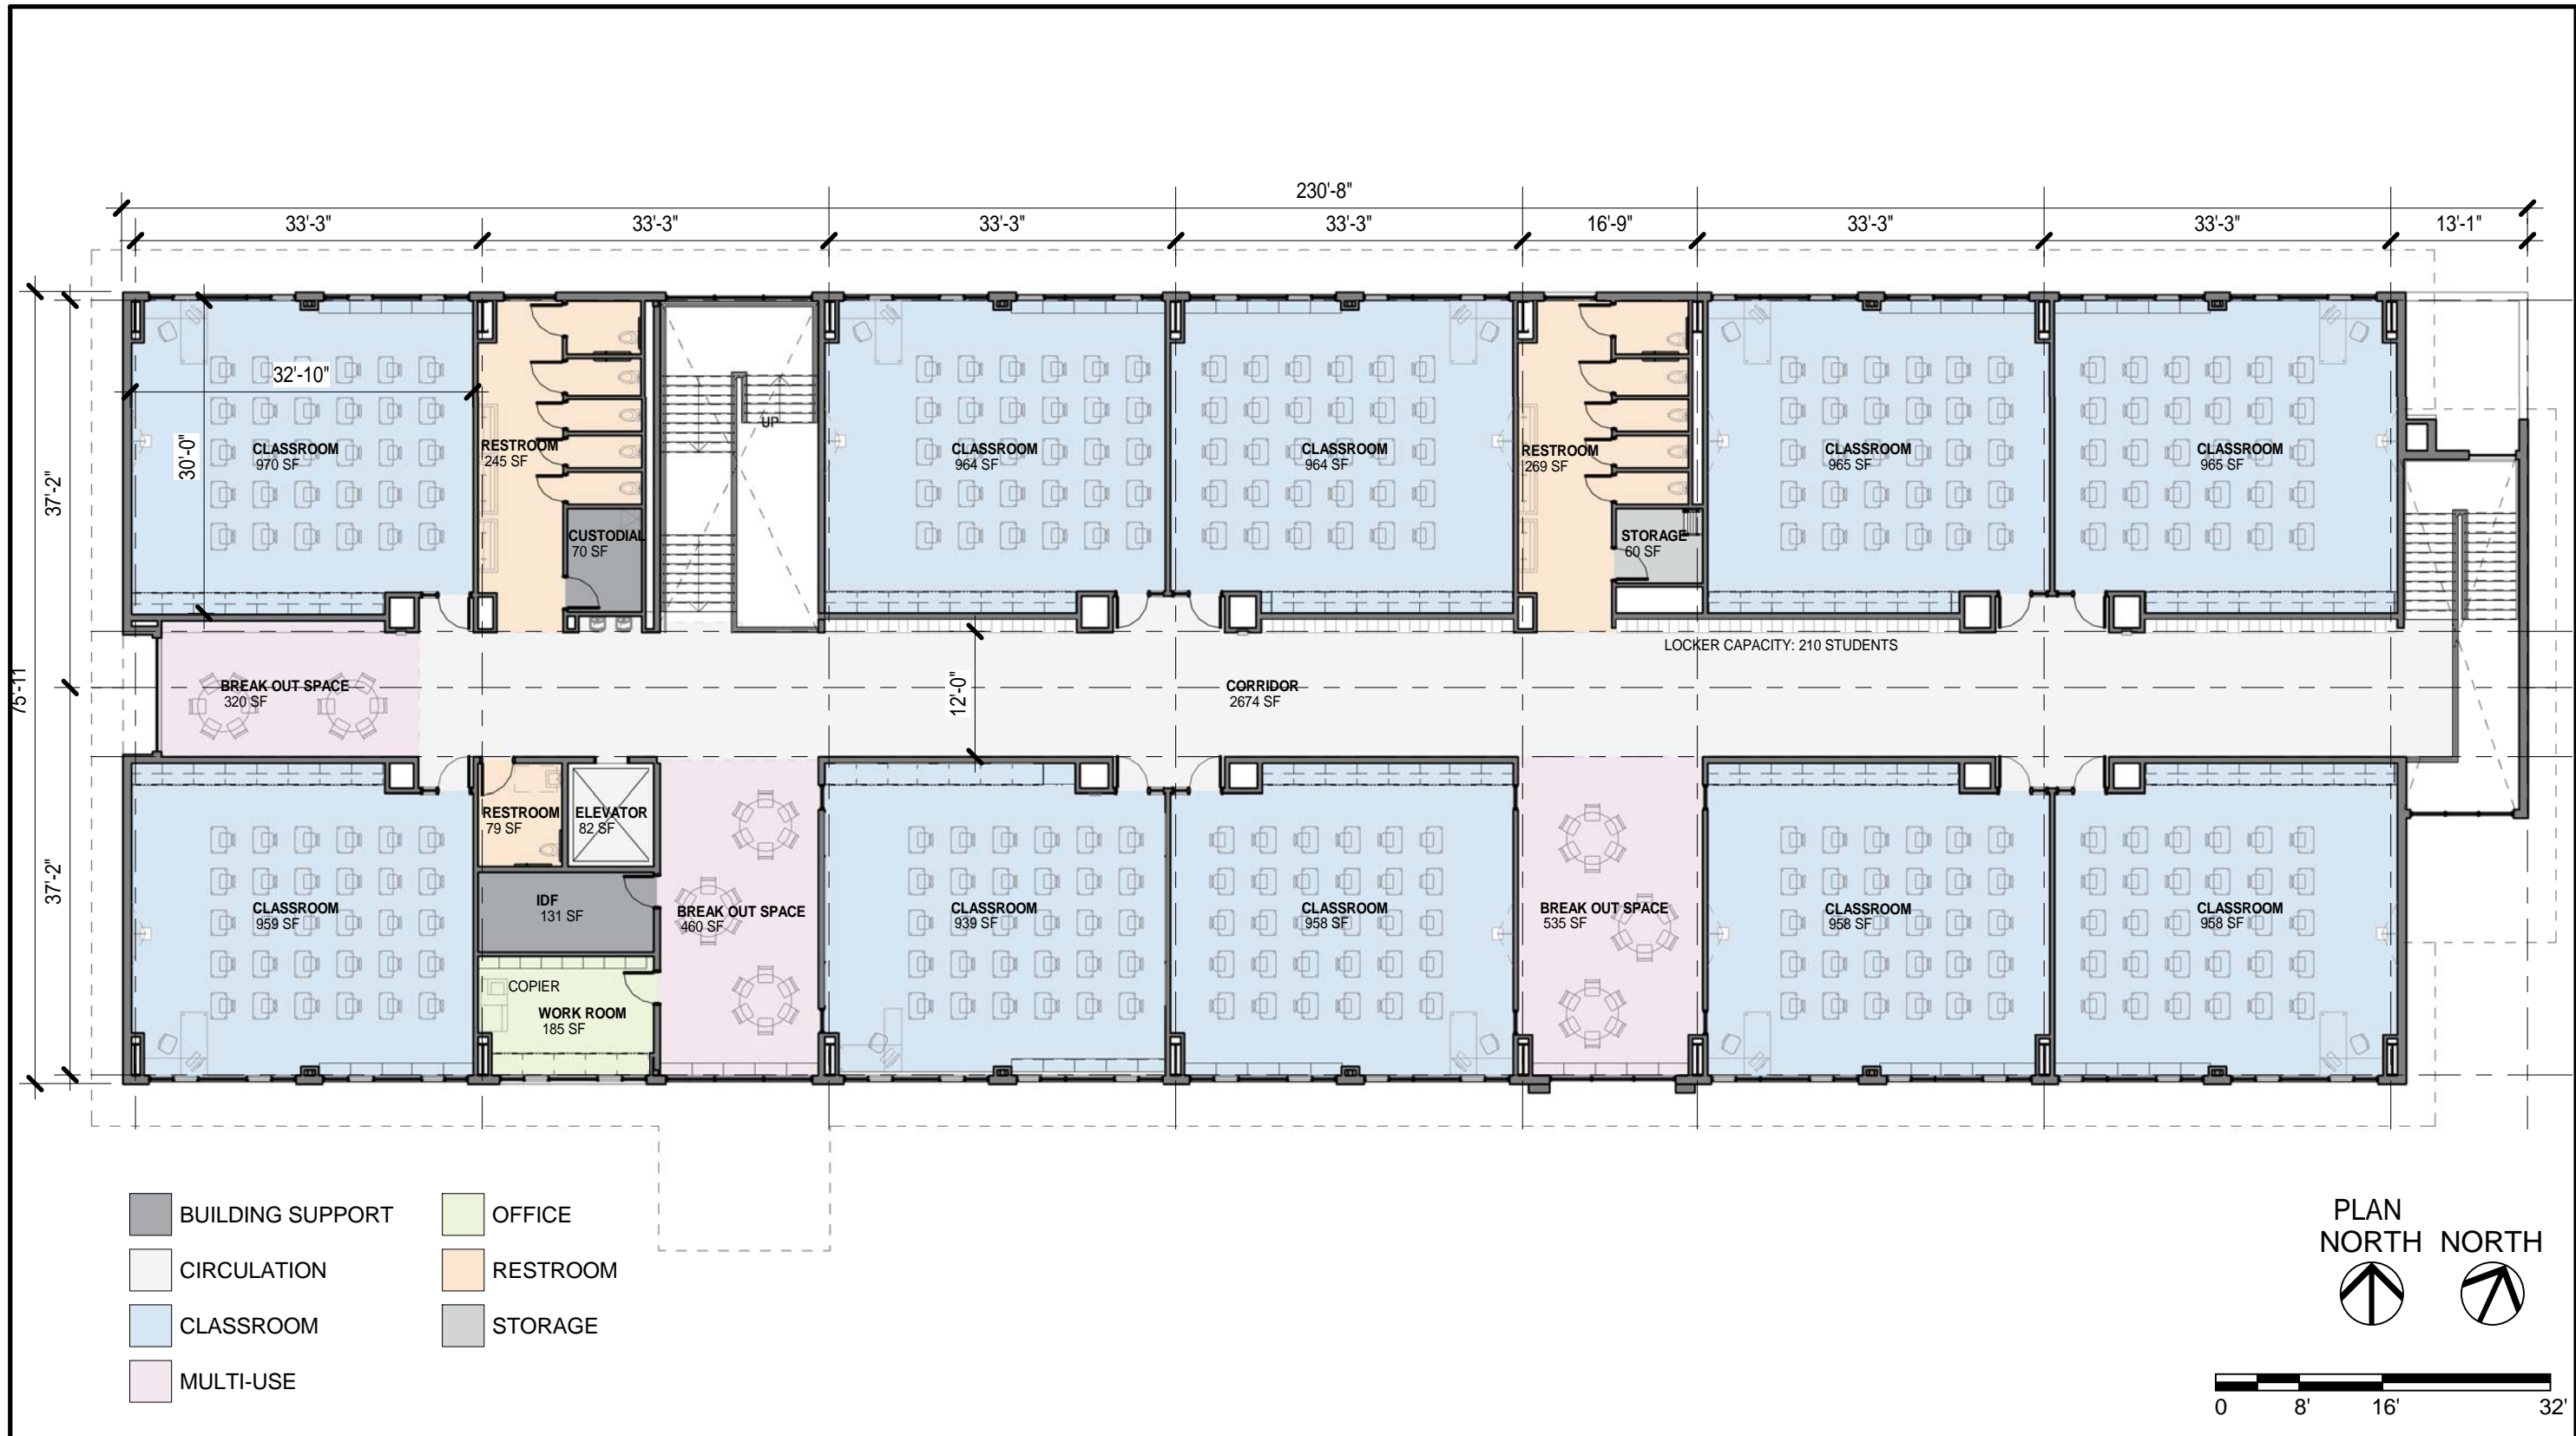 230'-8"
33'-3"
33'-3"
33'-3"
33'-3"
16'-9"
33'-3"
33'-3"
13'-1"
75'-11
37'-2"
37'-2"
32'-10"
30'-0"
12'-0"
CLASSROOM
970 SF
RESTROOM
245 SF
CUSTODIAL
70 SF
UP
CLASSROOM
964 SF
CLASSROOM
964 SF
RESTROOM
269 SF
STORAGE
60 SF
CLASSROOM
965 SF
CLASSROOM
965 SF
LOCKER CAPACITY: 210 STUDENTS
BREAK OUT SPACE
320 SF
CORRIDOR
2674 SF
CLASSROOM
959 SF
RESTROOM
79 SF
ELEVATOR
82 SF
IDF
131 SF
COPIER
WORK ROOM
185 SF
BREAK OUT SPACE
460 SF
CLASSROOM
939 SF
CLASSROOM
958 SF
BREAK OUT SPACE
535 SF
CLASSROOM
958 SF
CLASSROOM
958 SF
BUILDING SUPPORT
CIRCULATION
CLASSROOM
MULTI-USE
OFFICE
RESTROOM
STORAGE
PLAN
NORTH
NORTH
0 8' 16' 32'